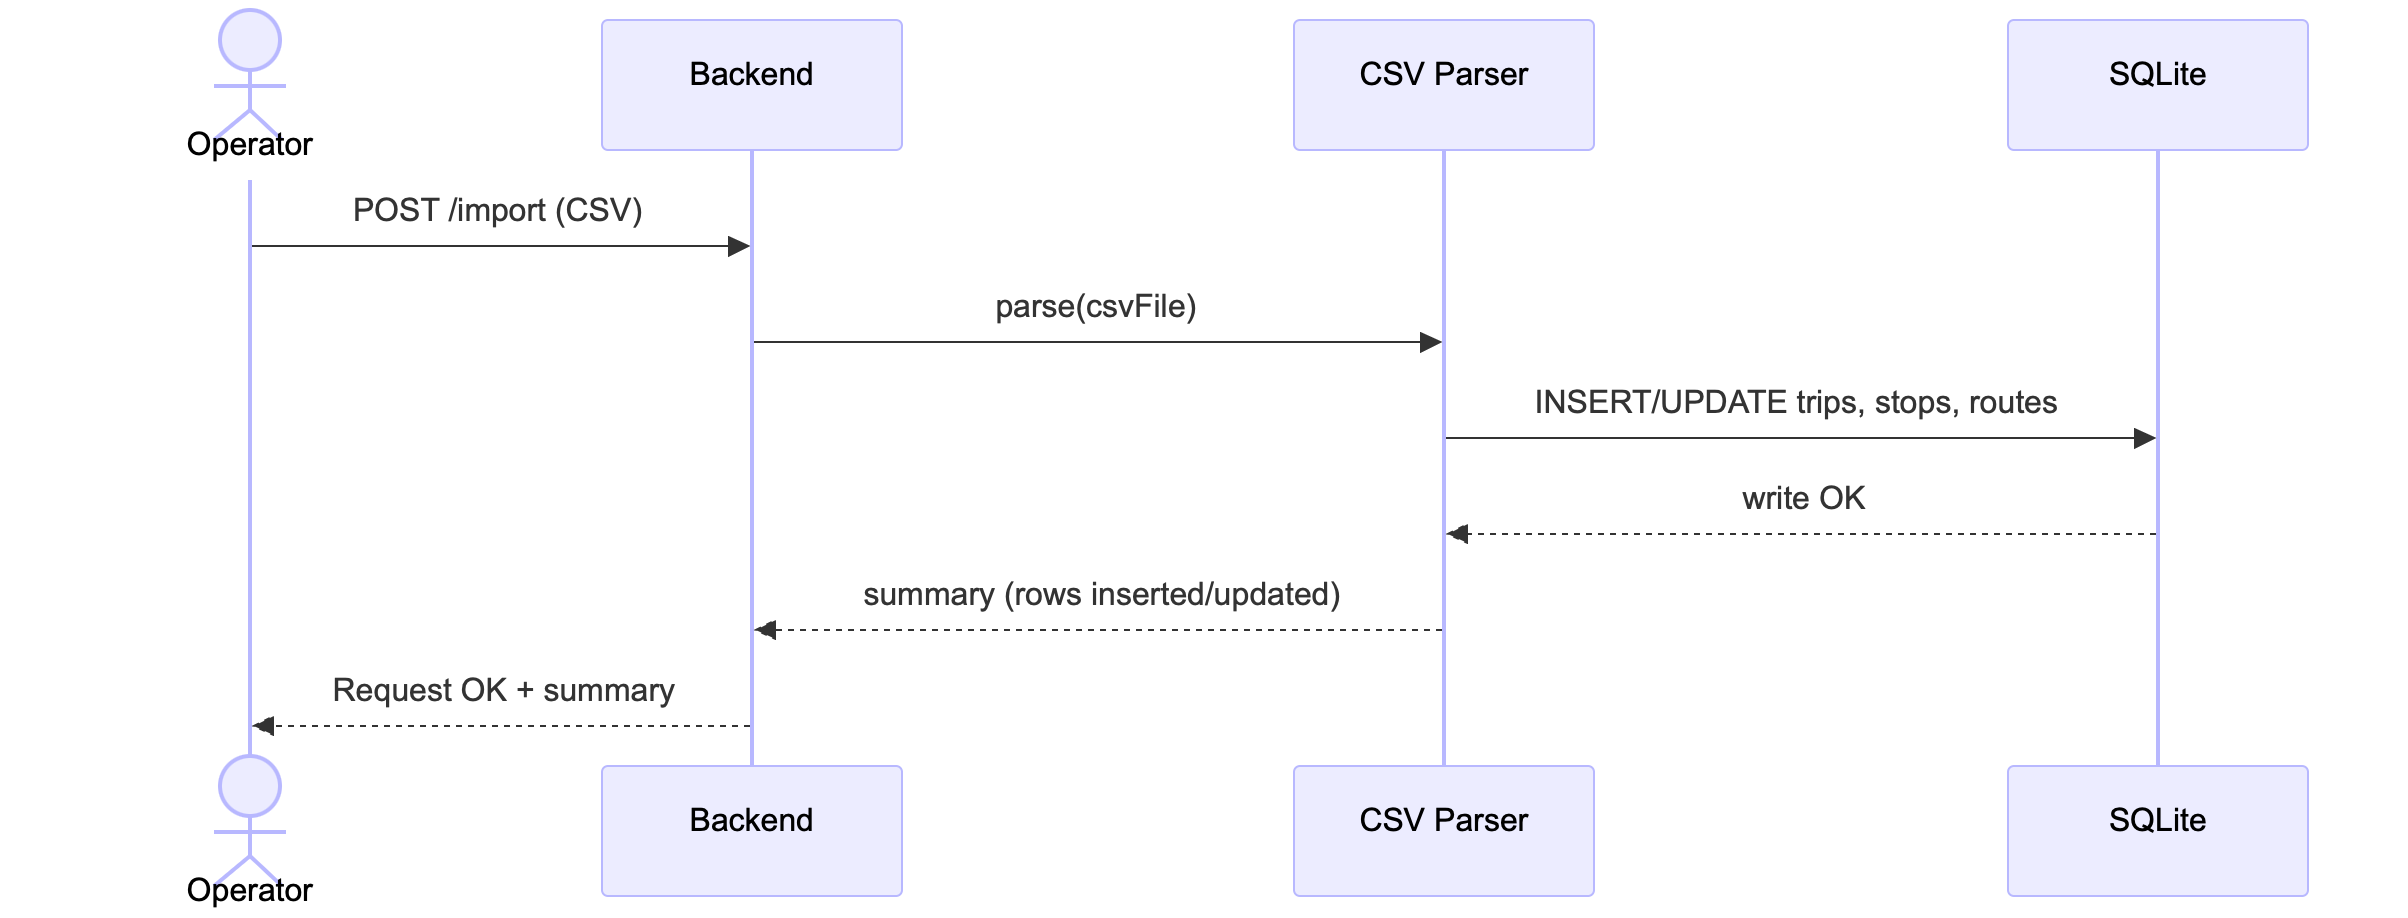 Operator
Backend
CSV Parser
SQLite
POST /import (CSV)
parse(csvFile)
INSERT/UPDATE trips, stops, routes
write OK
summary (rows inserted/updated)
Request OK + summary
Operator
Backend
CSV Parser
SQLite